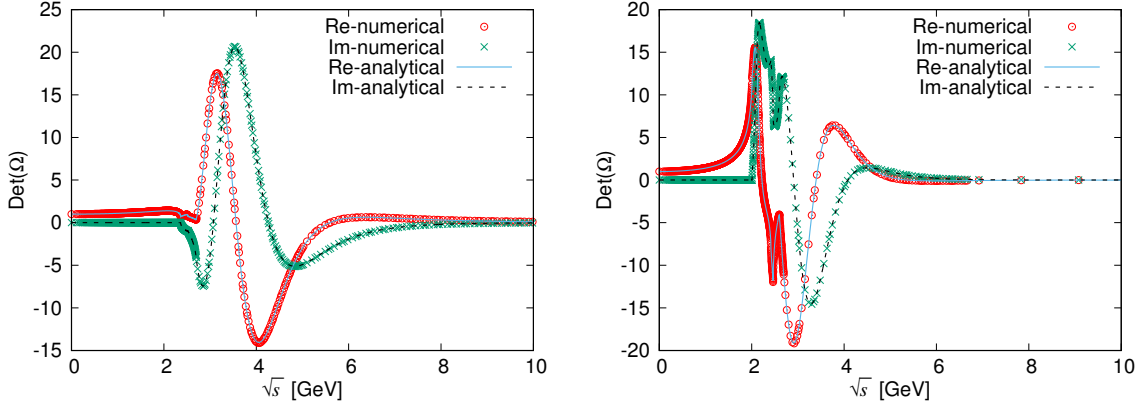 25
20
15
10
5
0
-5
-10
-15
0
2
4
6
8
10
Det(Ω)
√s [GeV]
Re-numerical
Im-numerical
Re-analytical
Im-analytical
20
15
10
5
0
-5
-10
-15
-20
0
2
4
6
8
10
Det(Ω)
√s [GeV]
Re-numerical
Im-numerical
Re-analytical
Im-analytical